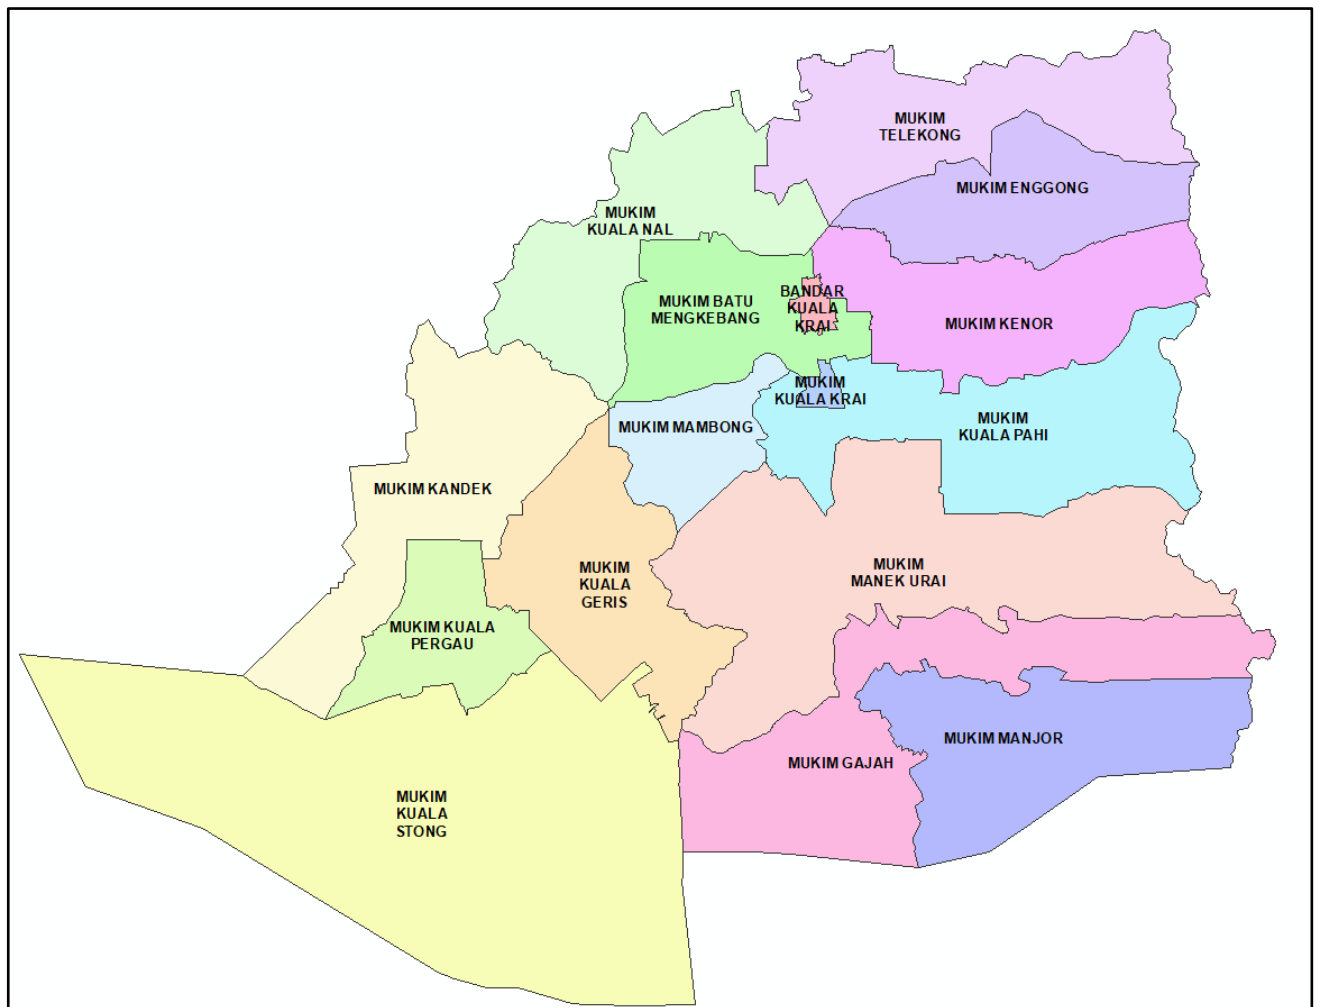 MUKIM
TELEKONG
MUKIM ENGGONG
MUKIM
KUALA NAL
MUKIM BATU
MENGKEBANG
BANDAR
KUALA
KRAI
MUKIM KENOR
MUKIM
KUALA KRAI
MUKIM
KUALA PAHI
MUKIM MAMBONG
MUKIM KANDEK
MUKIM
KUALA
GERIS
MUKIM
MANEK URAI
MUKIM KUALA
PERGAU
MUKIM MANJOR
MUKIM GAJAH
MUKIM
KUALA
STONG